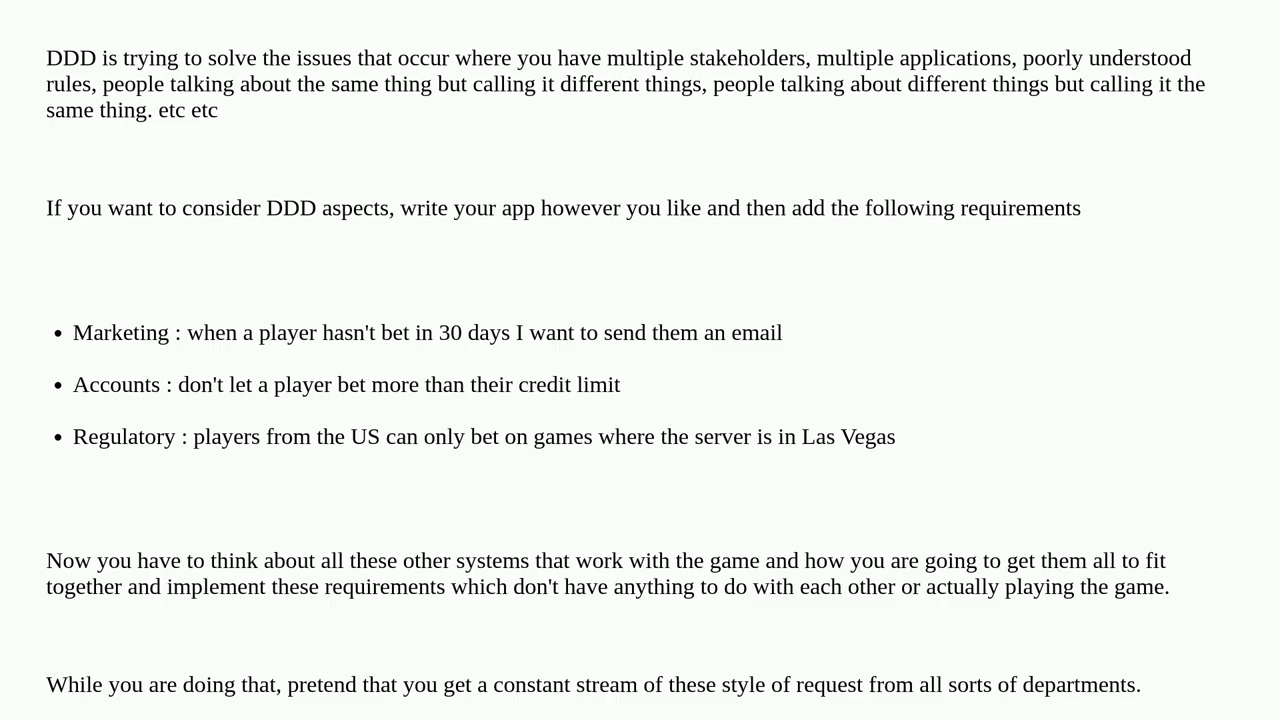 DDD is trying to solve the issues that occur where you have multiple stakeholders, multiple applications, poorly understood
rules, people talking about the same thing but calling it different things, people talking about different things but calling it the
same thing. etc etc
If you want to consider DDD aspects, write your app however you like and then add the following requirements
• Marketing : when a player hasn't bet in 30 days I want to send them an email
• Accounts : don't let a player bet more than their credit limit
• Regulatory : players from the US can only bet on games where the server is in Las Vegas
Now you have to think about all these other systems that work with the game and how you are going to get them all to fit
together and implement these requirements which don't have anything to do with each other or actually playing the game.
While you are doing that, pretend that you get a constant stream of these style of request from all sorts of departments.